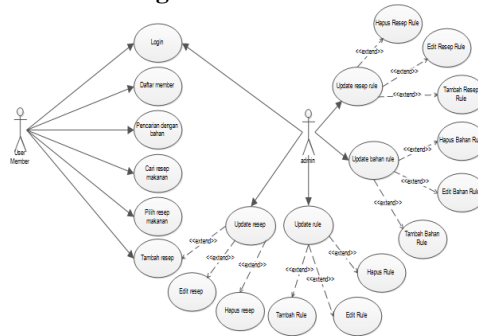 Login
Daftar member
Pencarian dengan
bahan
Cari resep
makanan
Pilih resep
makanan
Tambah resep
User
Member
admin
Update resep rule
Hapus Resep Rule
Edit Resep Rule
Tambah Resep
Rule
<<extend>>
<<extend>>
<<extend>>
Update bahan rule
Hapus Bahan Rule
Edit Bahan Rule
Tambah Bahan
Rule
<<extend>>
<<extend>>
<<extend>>
Update resep
<<extend>>
<<extend>>
<<extend>>
Edit resep
Hapus resep
Update rule
<<extend>>
<<extend>>
<<extend>>
Hapus Rule
Tambah Rule
Edit Rule